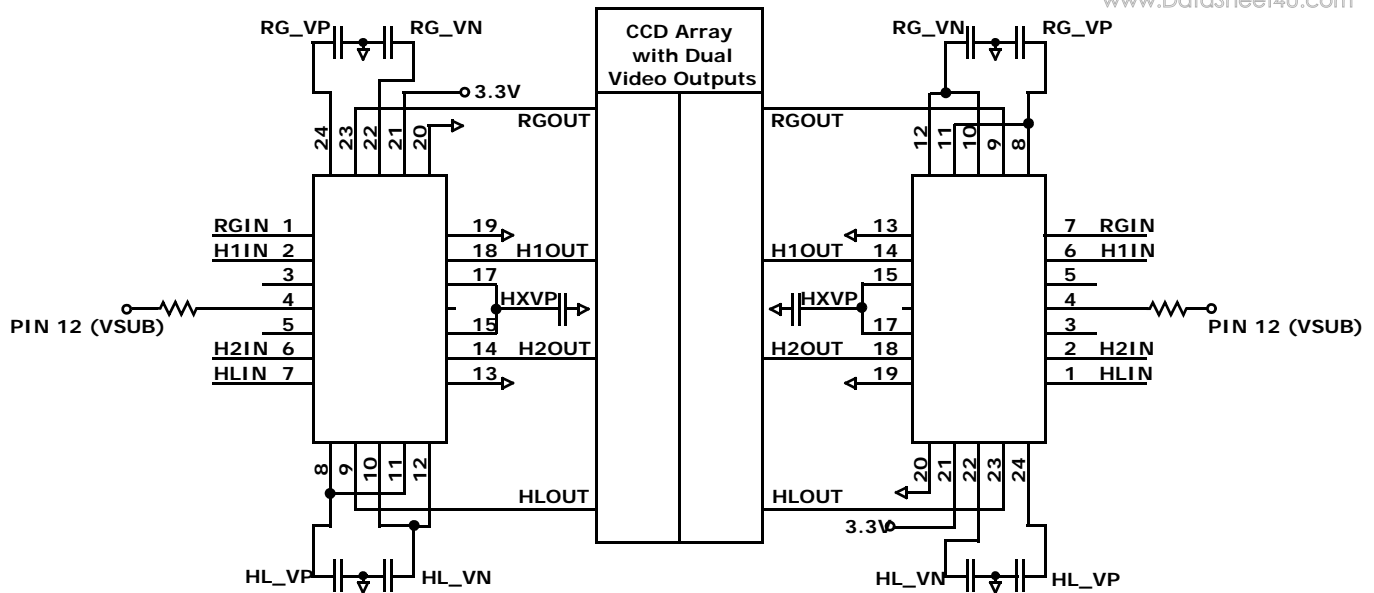 www.DataSheet4U.com
RG_VP RG_VN
CCD Array
with Dual
Video Outputs
RG_VN RG_VP
3.3V
RGOUT RGOUT
24 23 22 21 20
12 11 10 9 8
RGIN 1
H1IN 2
3
4
5
H2IN 6
HLIN 7
PIN 12 (VSUB)
19
18 H1OUT
17
HXVP
15
14 H2OUT
13
13
H1OUT 14
15
HXVP
17
H2OUT 18
19
7 RGIN
6 H1IN
5
4
3
2 H2IN
1 HLIN
PIN 12 (VSUB)
8 9 10 11 12
20 21 22 23 24
HLOUT HLOUT
3.3V
HL_VP HL_VN
HL_VN HL_VP